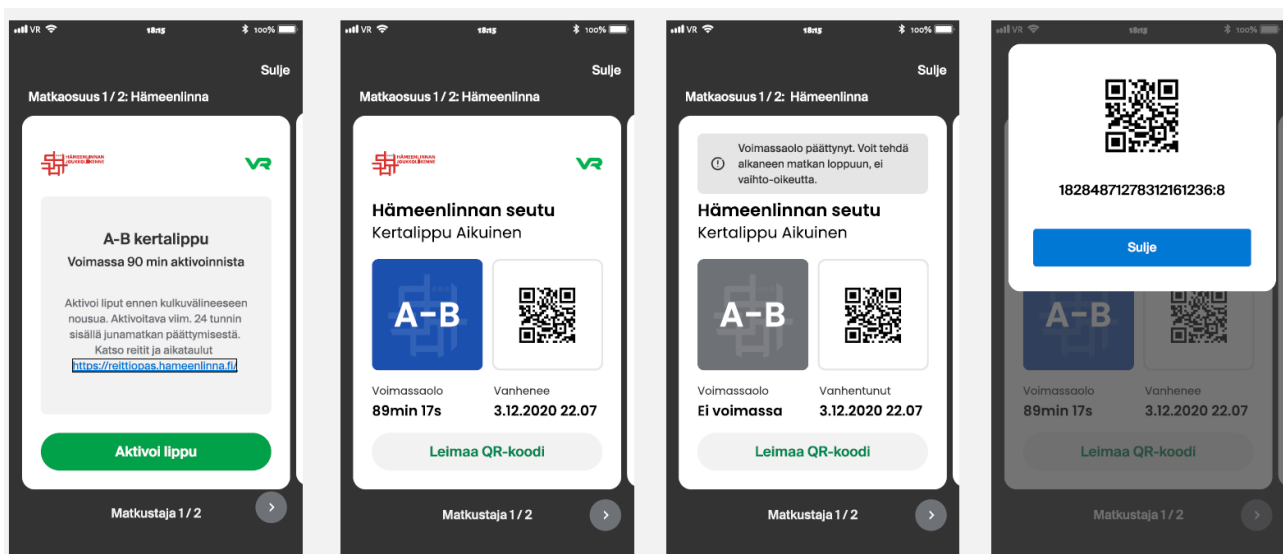 VR 18:15 100%
Sulje
Matkaosuus 1 / 2: Hämeenlinna
HÄMEENLINNAN
JOUKKOLIIKENNE
VR
A-B kertalippu
Voimassa 90 min aktivoinnista
Aktivoi liput ennen kulkuvälineeseen
nousua. Aktivoitava viim. 24 tunnin
sisällä junamatkan päättymisestä.
Katso reitit ja aikataulut
https://reittiopas.hameenlinna.fi/
Aktivoi lippu
Matkustaja 1 / 2
VR 18:15 100%
Sulje
Matkaosuus 1 / 2: Hämeenlinna
HÄMEENLINNAN
JOUKKOLIIKENNE
VR
Hämeenlinnan seutu
Kertalippu Aikuinen
A-B
Voimassaolo Vanhenee
89min 17s 3.12.2020 22.07
Leimaa QR-koodi
Matkustaja 1 / 2
VR 18:15 100%
Sulje
Matkaosuus 1 / 2: Hämeenlinna
Voimassaolo päättynyt. Voit tehdä
alkaneen matkan loppuun, ei
vaihto-oikeutta.
Hämeenlinnan seutu
Kertalippu Aikuinen
A-B
Voimassaolo Vanhentunut
Ei voimassa 3.12.2020 22.07
Leimaa QR-koodi
Matkustaja 1 / 2
VR 18:15 100%
18284871278312161236:8
Sulje
A-B
Voimassaolo Vanhenee
89min 17s 3.12.2020 22.07
Leimaa QR-koodi
Matkustaja 1 / 2